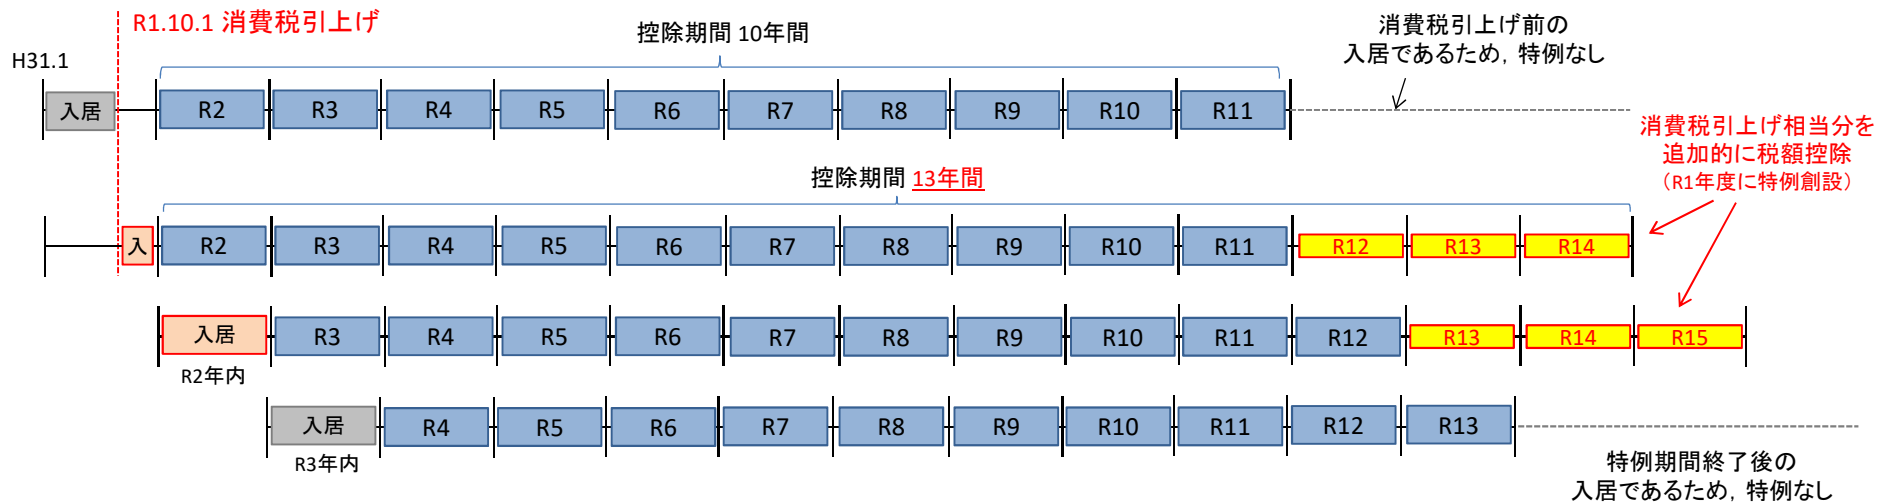 R1.10.1 消費税引上げ
H31.1
控除期間 10年間
消費税引上げ前の
入居であるため, 特例なし
入居 R2 R3 R4 R5 R6 R7 R8 R9 R10 R11
消費税引上げ相当分を
追加的に税額控除
（R1年度に特例創設）
控除期間 13年間
入 R2 R3 R4 R5 R6 R7 R8 R9 R10 R11 R12 R13 R14
入居 R3 R4 R5 R6 R7 R8 R9 R10 R11 R12 R13 R14 R15
R2年内
入居 R4 R5 R6 R7 R8 R9 R10 R11 R12 R13
R3年内
特例期間終了後の
入居であるため, 特例なし